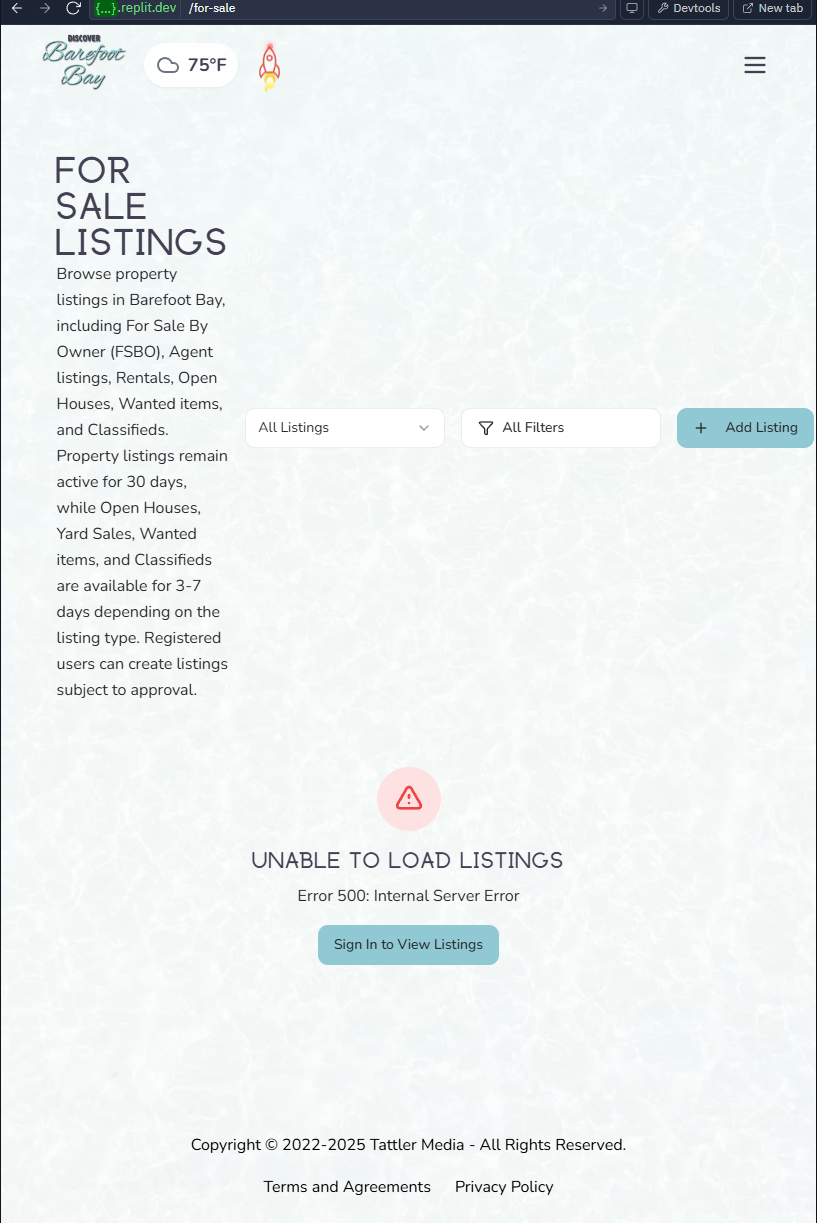 {...}.replit.dev /for-sale
Devtools
New tab
DISCOVER
Barefoot
Bay
75°F
FOR
SALE
LISTINGS
Browse property
listings in Barefoot Bay,
including For Sale By
Owner (FSBO), Agent
listings, Rentals, Open
Houses, Wanted items,
and Classifieds.
Property listings remain
active for 30 days,
while Open Houses,
Yard Sales, Wanted
items, and Classifieds
are available for 3-7
days depending on the
listing type. Registered
users can create listings
subject to approval.
All Listings
All Filters
Add Listing
UNABLE TO LOAD LISTINGS
Error 500: Internal Server Error
Sign In to View Listings
Copyright © 2022-2025 Tattler Media - All Rights Reserved.
Terms and Agreements Privacy Policy